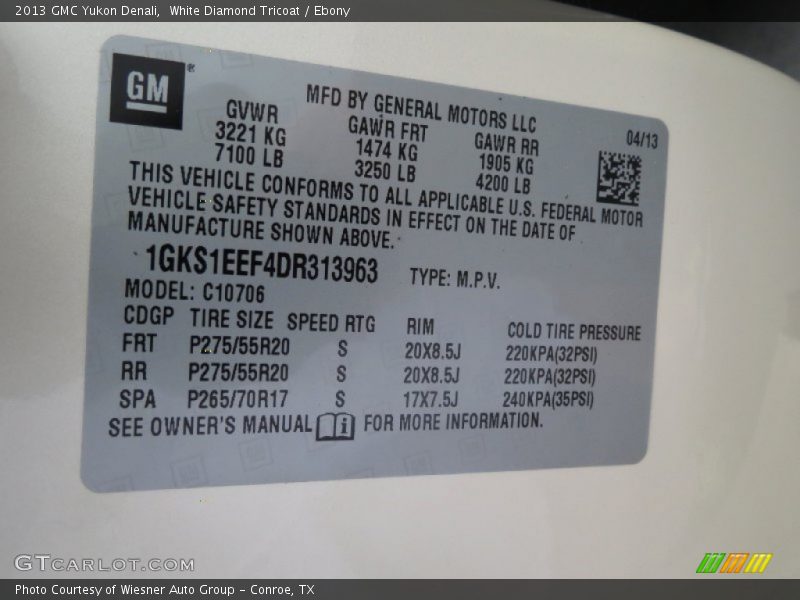 2013 GMC Yukon Denali,  White Diamond Tricoat / Ebony
GM®
MFD BY GENERAL MOTORS LLC
GVWR GAWR FRT GAWR RR 04/13
3221 KG 1474 KG 1905 KG
7100 LB 3250 LB 4200 LB
THIS VEHICLE CONFORMS TO ALL APPLICABLE U.S. FEDERAL MOTOR
VEHICLE SAFETY STANDARDS IN EFFECT ON THE DATE OF
MANUFACTURE SHOWN ABOVE.
1GKS1EEF4DR313963 TYPE: M.P.V.
MODEL: C10706
CDGP TIRE SIZE SPEED RTG RIM COLD TIRE PRESSURE
FRT P275/55R20 S 20X8.5J 220KPA(32PSI)
RR P275/55R20 S 20X8.5J 220KPA(32PSI)
SPA P265/70R17 S 17X7.5J 240KPA(35PSI)
SEE OWNER'S MANUAL i FOR MORE INFORMATION.
GTCARLOT.COM
Photo Courtesy of Wiesner Auto Group – Conroe, TX